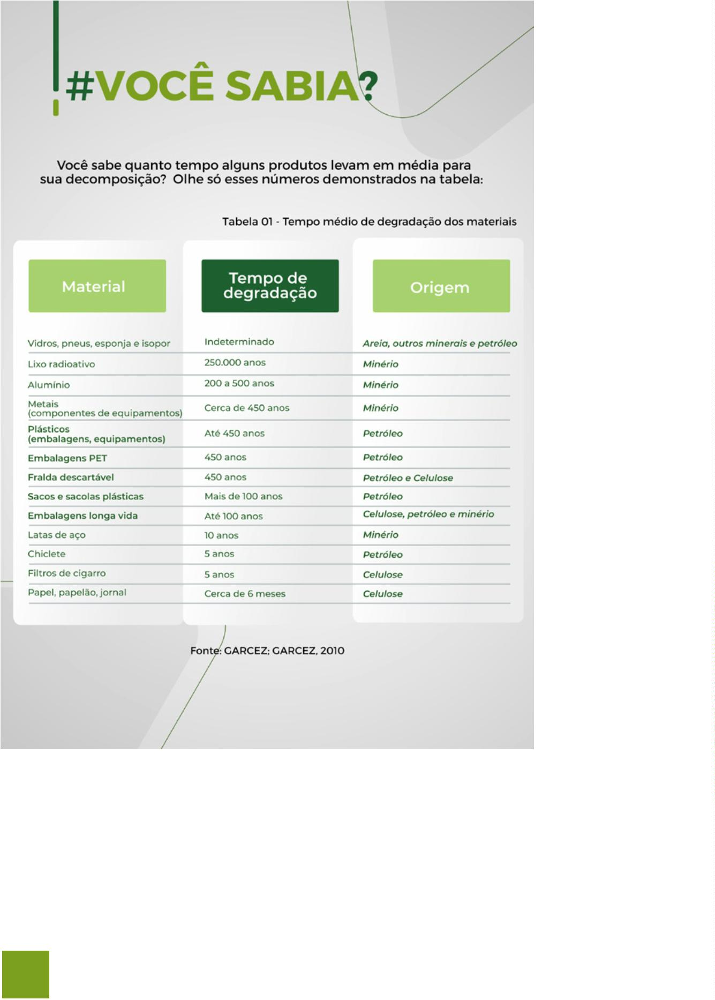 #VOCÊ SABIA?
Você sabe quanto tempo alguns produtos levam em média para
sua decomposição? Olhe só esses números demonstrados na tabela:
Tabela 01 - Tempo médio de degradação dos materiais
Material
Tempo de
degradação
Origem
Vidros, pneus, esponja e isopor Indeterminado Areia, outros minerais e petróleo
Lixo radioativo 250.000 anos Minério
Alumínio 200 a 500 anos Minério
Metais
(componentes de equipamentos) Cerca de 450 anos Minério
Plásticos
(embalagens, equipamentos) Até 450 anos Petróleo
Embalagens PET 450 anos Petróleo
Fralda descartável 450 anos Petróleo e Celulose
Sacos e sacolas plásticas Mais de 100 anos Petróleo
Embalagens longa vida Até 100 anos Celulose, petróleo e minério
Latas de aço 10 anos Minério
Chiclete 5 anos Petróleo
Filtros de cigarro 5 anos Celulose
Papel, papelão, jornal Cerca de 6 meses Celulose
Fonte: GARCEZ; GARCEZ, 2010